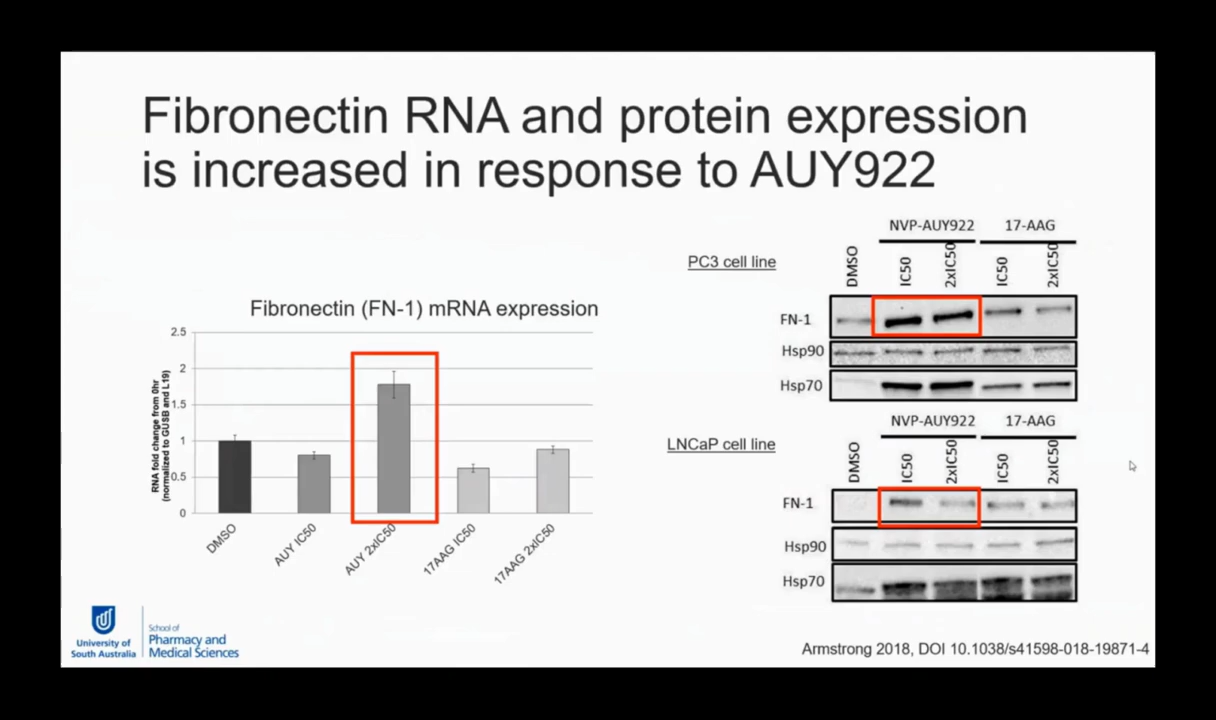 Fibronectin RNA and protein expression
is increased in response to AUY922
Fibronectin (FN-1) mRNA expression
RNA fold change from 0hr
(normalized to GUSB and L19)
2.5
2
1.5
1
0.5
0
DMSO
AUY IC50
AUY 2xIC50
17AAG IC50
17AAG 2xIC50
PC3 cell line
NVP-AUY922
17-AAG
DMSO
IC50
2xIC50
IC50
2xIC50
FN-1
Hsp90
Hsp70
LNCaP cell line
NVP-AUY922
17-AAG
DMSO
IC50
2xIC50
IC50
2xIC50
FN-1
Hsp90
Hsp70
University of
South Australia
School of
Pharmacy and
Medical Sciences
Armstrong 2018, DOI 10.1038/s41598-018-19871-4